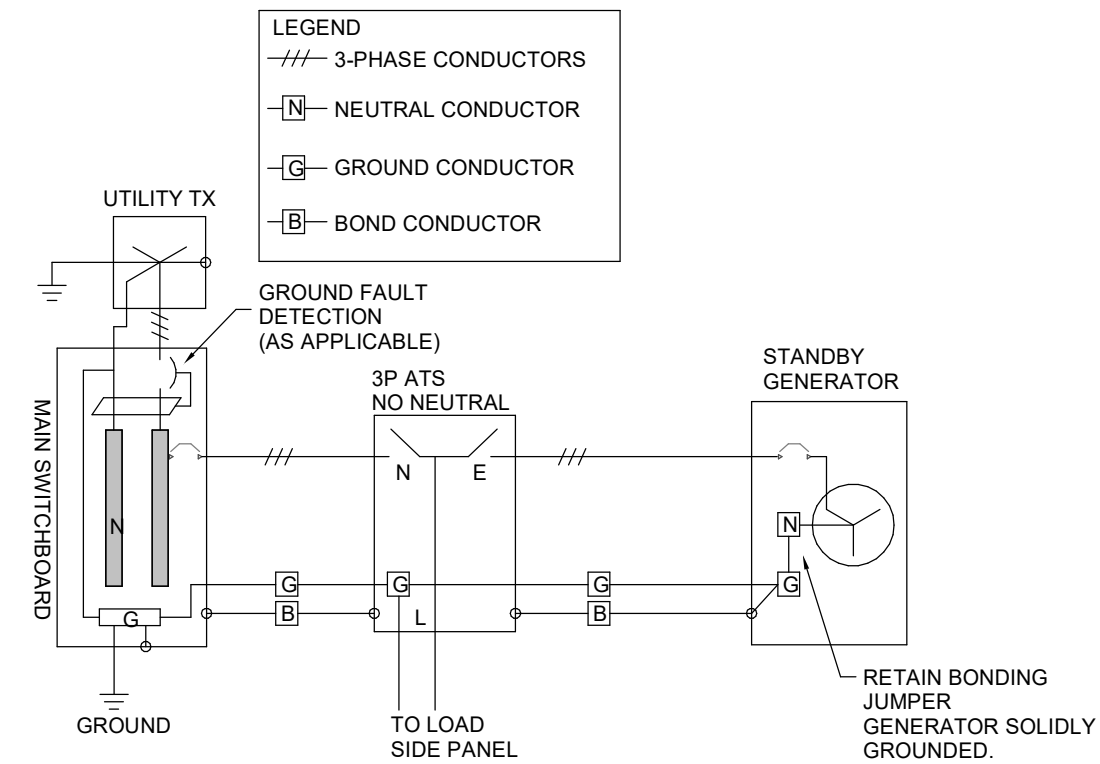 LEGEND
3-PHASE CONDUCTORS
N NEUTRAL CONDUCTOR
G GROUND CONDUCTOR
B BOND CONDUCTOR
UTILITY TX
GROUND FAULT
DETECTION
(AS APPLICABLE)
3P ATS
NO NEUTRAL
STANDBY
GENERATOR
MAIN SWITCHBOARD
N E
N
N
G G G G
B L B
G
GROUND
TO LOAD
SIDE PANEL
RETAIN BONDING
JUMPER
GENERATOR SOLIDLY
GROUNDED.